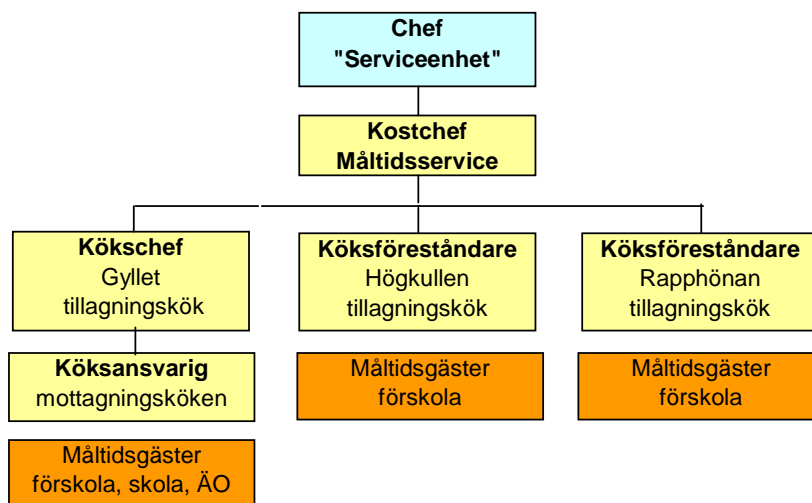 Chef
"Serviceenhet"
Kostchef
Måltidsservice
Kökschef
Gyllet
tillagningskök
Köksföreståndare
Högkullen
tillagningskök
Köksföreståndare
Rapphönan
tillagningskök
Köksansvarig
mottagningsköken
Måltidsgäster
förskola
Måltidsgäster
förskola
Måltidsgäster
förskola, skola, ÄO